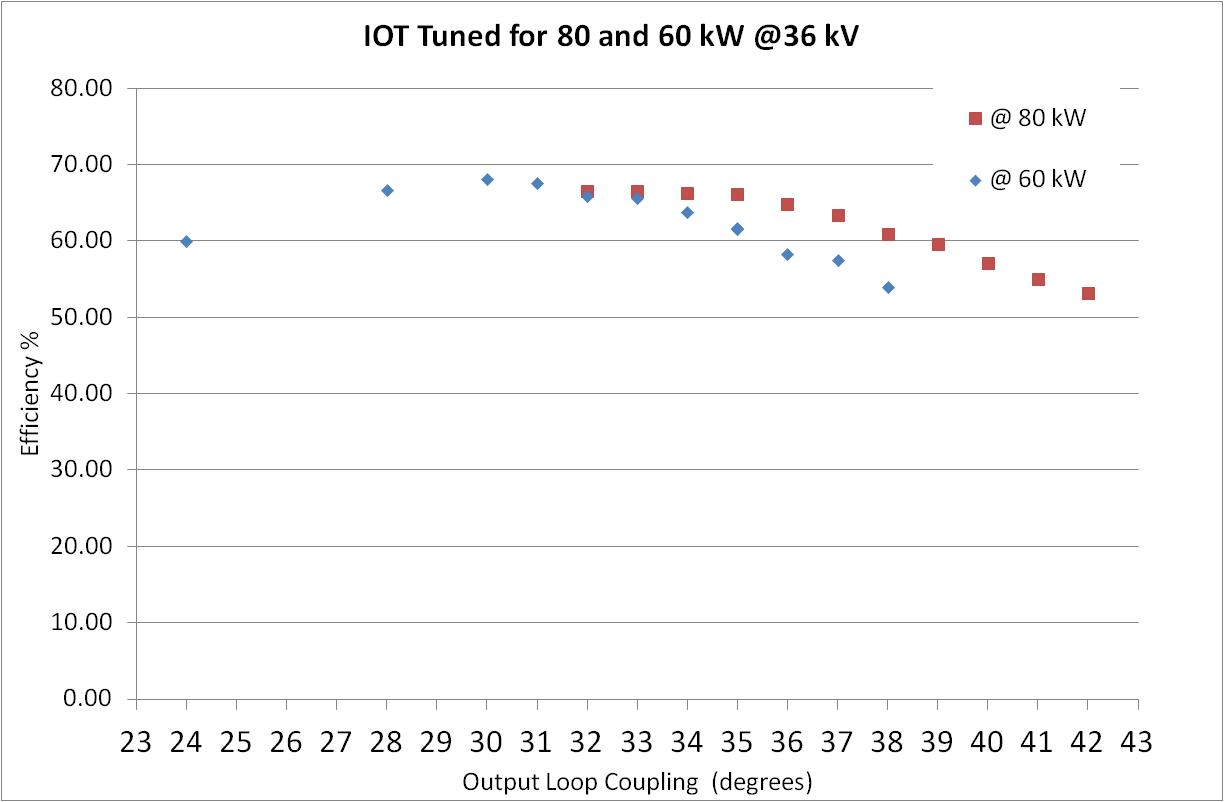 IOT Tuned for 80 and 60 kW @36 kV
80.00
70.00
60.00
50.00
40.00
30.00
20.00
10.00
0.00
Efficiency %
@ 80 kW
@ 60 kW
23 24 25 26 27 28 29 30 31 32 33 34 35 36 37 38 39 40 41 42 43
Output Loop Coupling (degrees)